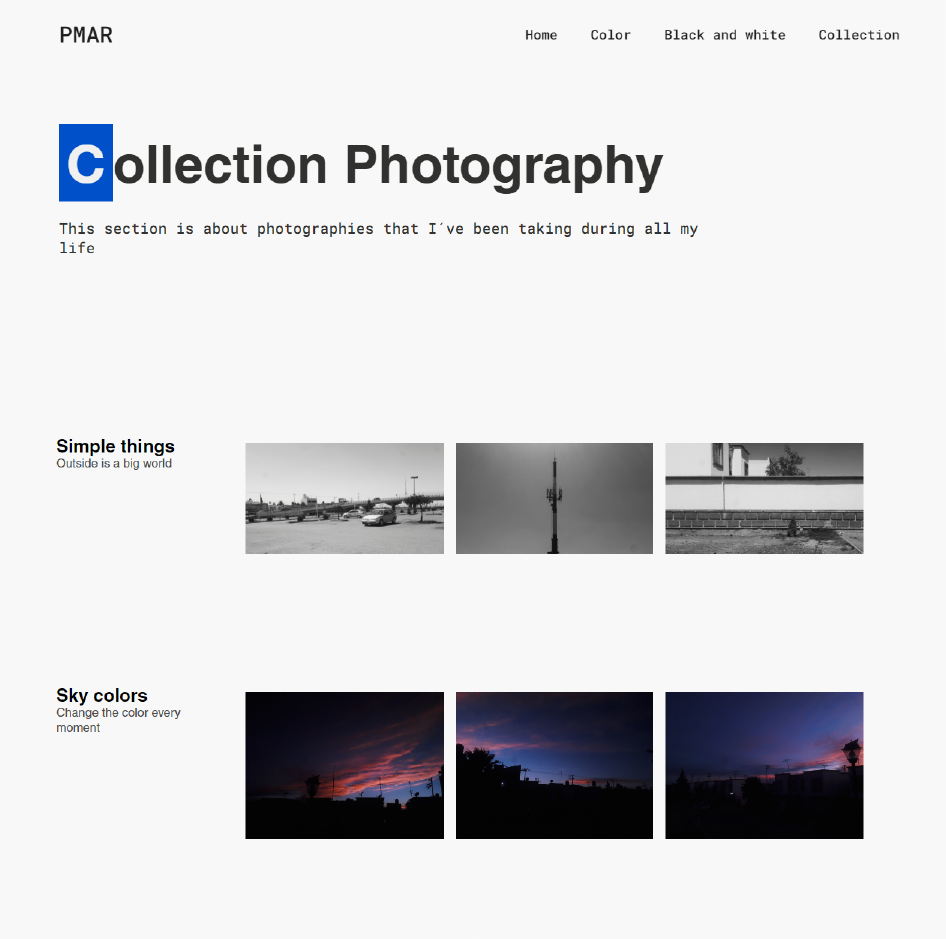 PMAR
Home Color Black and white Collection
Collection Photography
This section is about photographies that I´ve been taking during all my
life
Simple things
Outside is a big world
Sky colors
Change the color every
moment